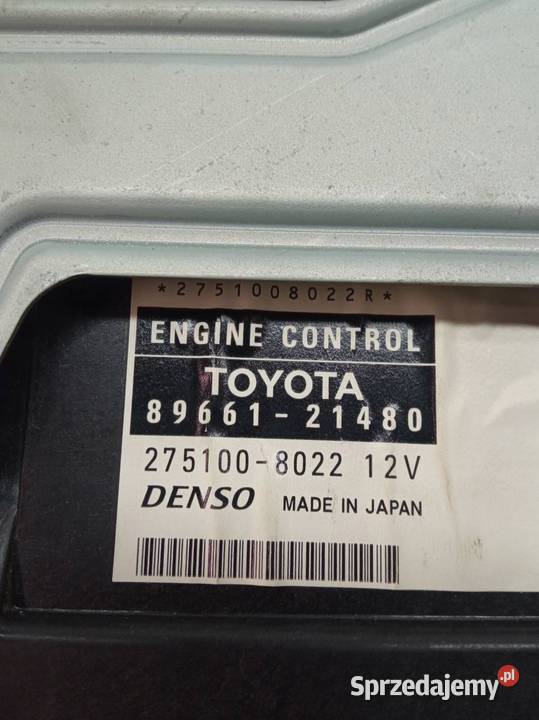 *2751008022R*
ENGINE CONTROL
TOYOTA
89661-21480
275100-8022 12V
DENSO MADE IN JAPAN
Sprzedajemy.pl